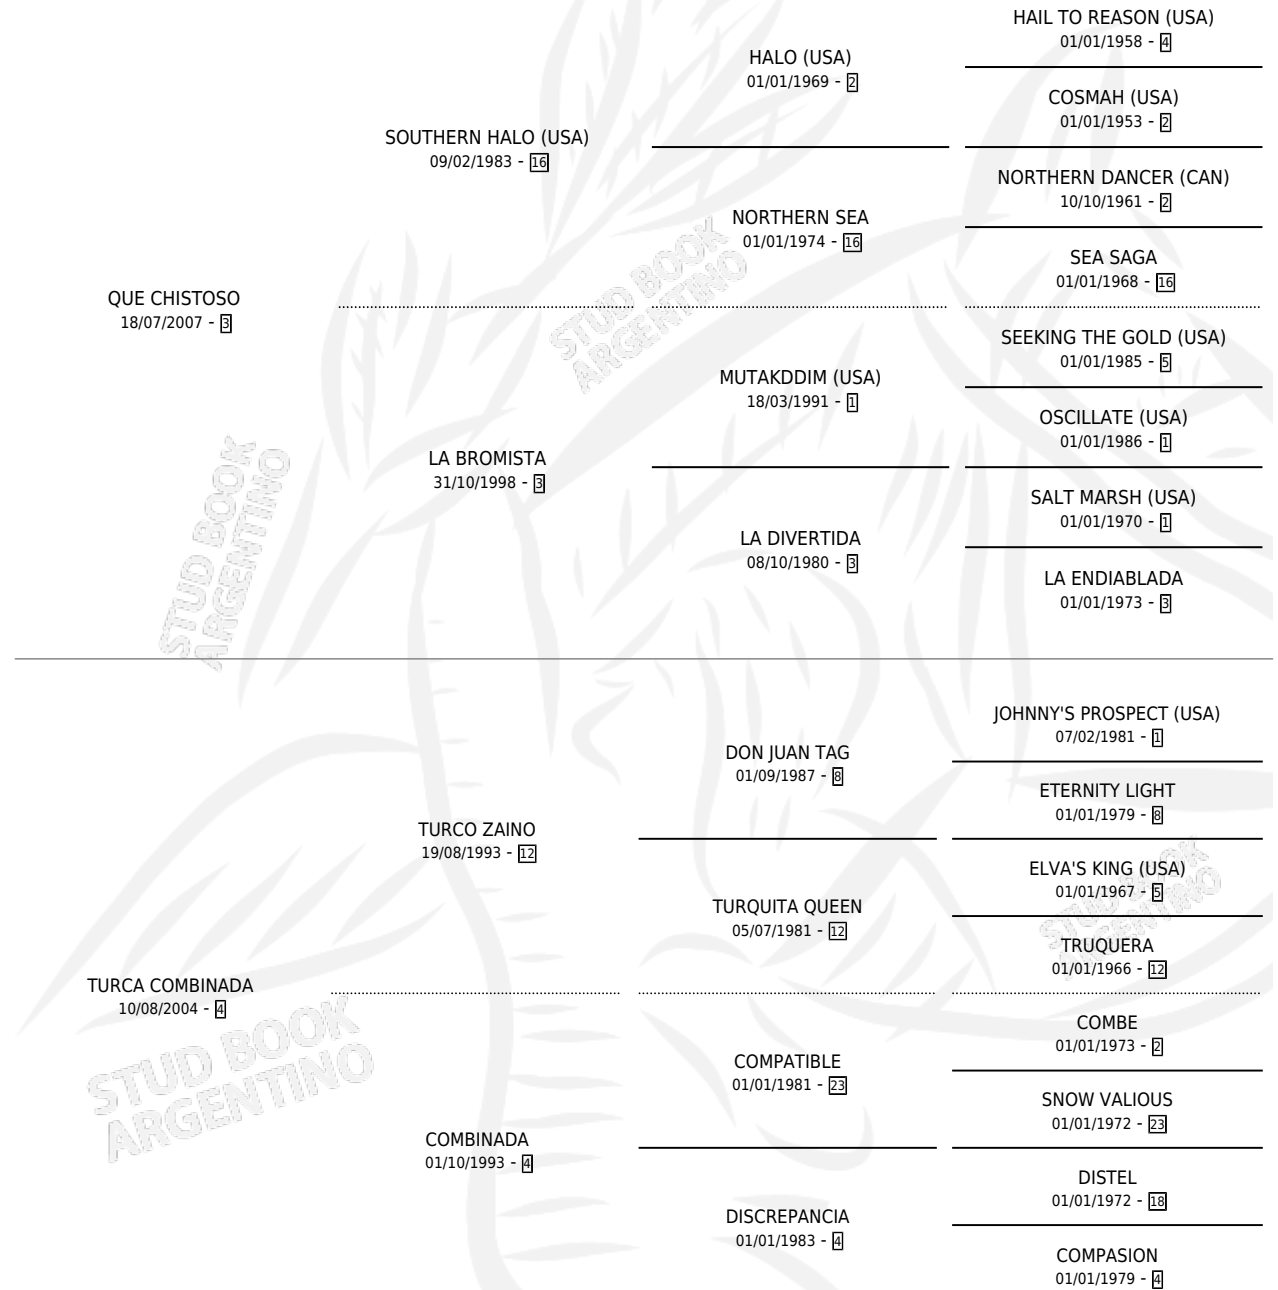 HAIL TO REASON (USA)
01/01/1958 - 4
HALO (USA)
01/01/1969 - 2
COSMAH (USA)
01/01/1953 - 2
SOUTHERN HALO (USA)
09/02/1983 - 16
NORTHERN DANCER (CAN)
10/10/1961 - 2
NORTHERN SEA
01/01/1974 - 16
SEA SAGA
01/01/1968 - 16
QUE CHISTOSO
18/07/2007 - 3
STUD BOOK
ARGENTINO
SEEKING THE GOLD (USA)
01/01/1985 - 5
MUTAKDDIM (USA)
18/03/1991 - 1
OSCILLATE (USA)
01/01/1986 - 1
LA BROMISTA
31/10/1998 - 3
SALT MARSH (USA)
01/01/1970 - 1
LA DIVERTIDA
08/10/1980 - 3
LA ENDIABLADA
01/01/1973 - 3
STUD BOOK
ARGENTINO
JOHNNY'S PROSPECT (USA)
07/02/1981 - 1
DON JUAN TAG
01/09/1987 - 8
ETERNITY LIGHT
01/01/1979 - 8
TURCO ZAINO
19/08/1993 - 12
ELVA'S KING (USA)
01/01/1967 - 5
TURQUITA QUEEN
05/07/1981 - 12
STUD BOOK
ARGENTINO
TRUQUERA
01/01/1966 - 12
TURCA COMBINADA
10/08/2004 - 4
STUD BOOK
ARGENTINO
COMBE
01/01/1973 - 2
COMPATIBLE
01/01/1981 - 23
SNOW VALIOUS
01/01/1972 - 23
COMBINADA
01/10/1993 - 4
DISTEL
01/01/1972 - 18
DISCREPANCIA
01/01/1983 - 4
COMPASION
01/01/1979 - 4